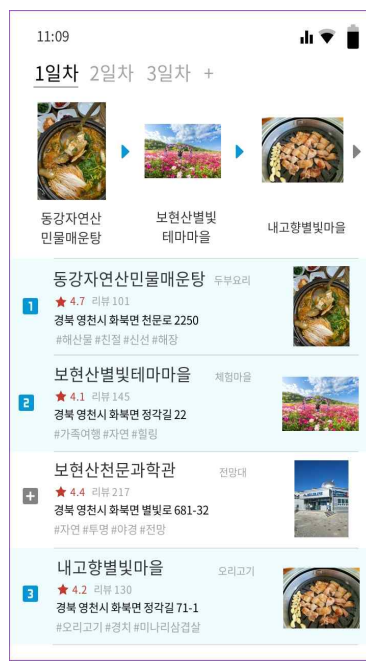 11:09
1일차 2일차 3일차 +
동강자연산
민물매운탕
보현산별빛
테마마을
내고향별빛마을
동강자연산민물매운탕 두부요리
1
★ 4.7 리뷰 101
경북 영천시 화북면 천문로 2250
#해산물 #친절 #신선 #해장
보현산별빛테마마을 체험마을
2
★ 4.1 리뷰 145
경북 영천시 화북면 정각길 22
#가족여행 #자연 #힐링
보현산천문과학관 전망대
+
★ 4.4 리뷰 217
경북 영천시 화북면 별빛로 681-32
#자연 #투명 #야경 #전망
내고향별빛마을 오리고기
3
★ 4.2 리뷰 130
경북 영천시 화북면 정각길 71-1
#오리고기 #경치 #미나리삼겹살